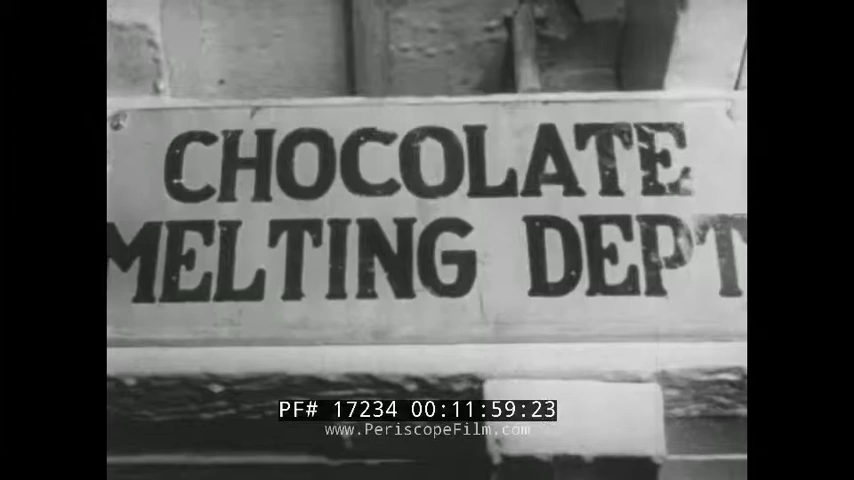 CHOCOLATE
MELTING DEPT
PF# 17234 00:11:59:23
www.PeriscopeFilm.com